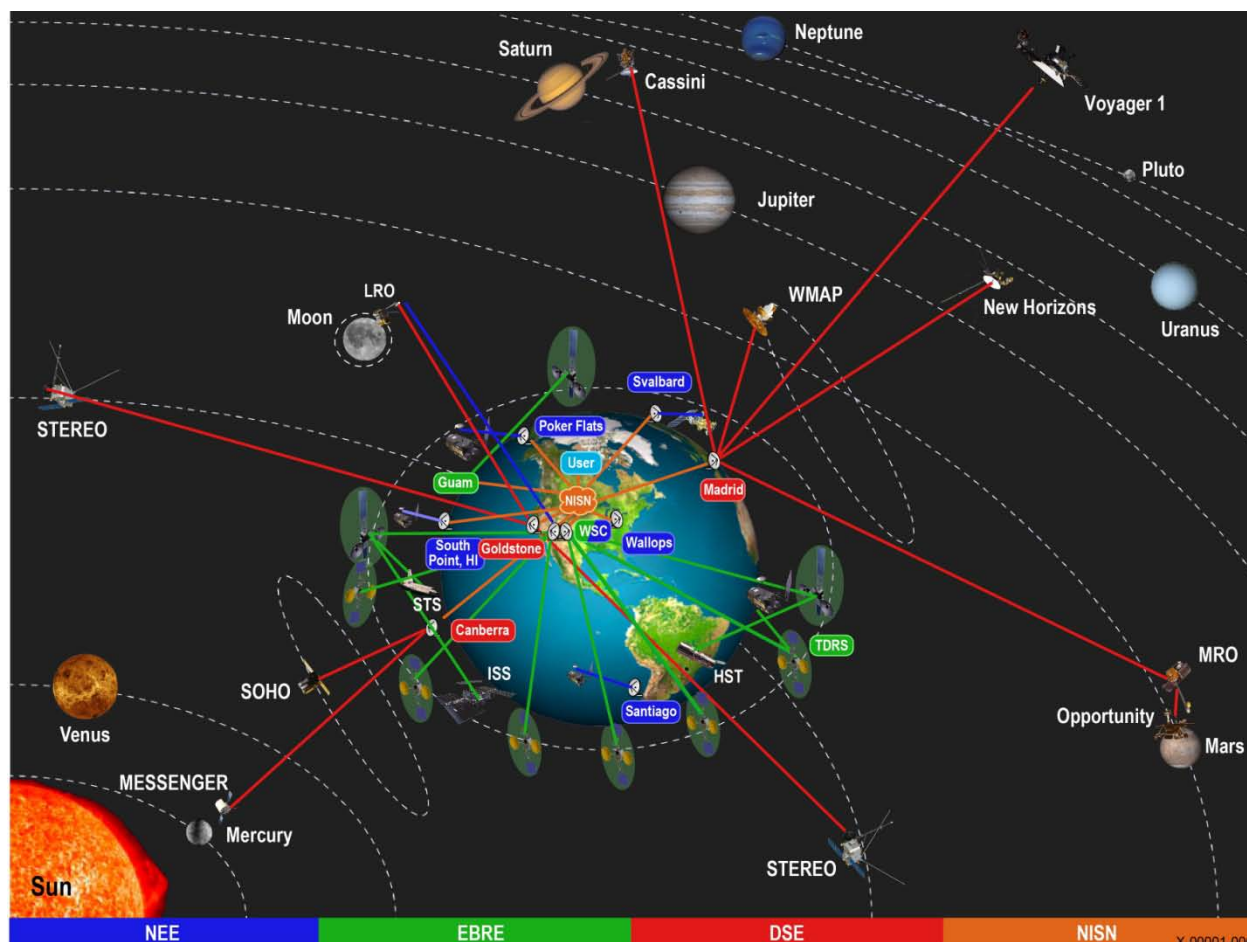 Neptune
Saturn
Cassini
Voyager 1
Pluto
Jupiter
LRO
WMAP
New Horizons
Moon
Uranus
Svalbard
STEREO
Poker Flats
User
Guam
NISN
Madrid
WSC
South
Point, HI
Goldstone
Wallops
STS
Canberra
TDRS
MRO
SOHO
ISS
HST
Santiago
Opportunity
Venus
Mars
MESSENGER
Mercury
STEREO
Sun
NEE
EBRE
DSE
NISN